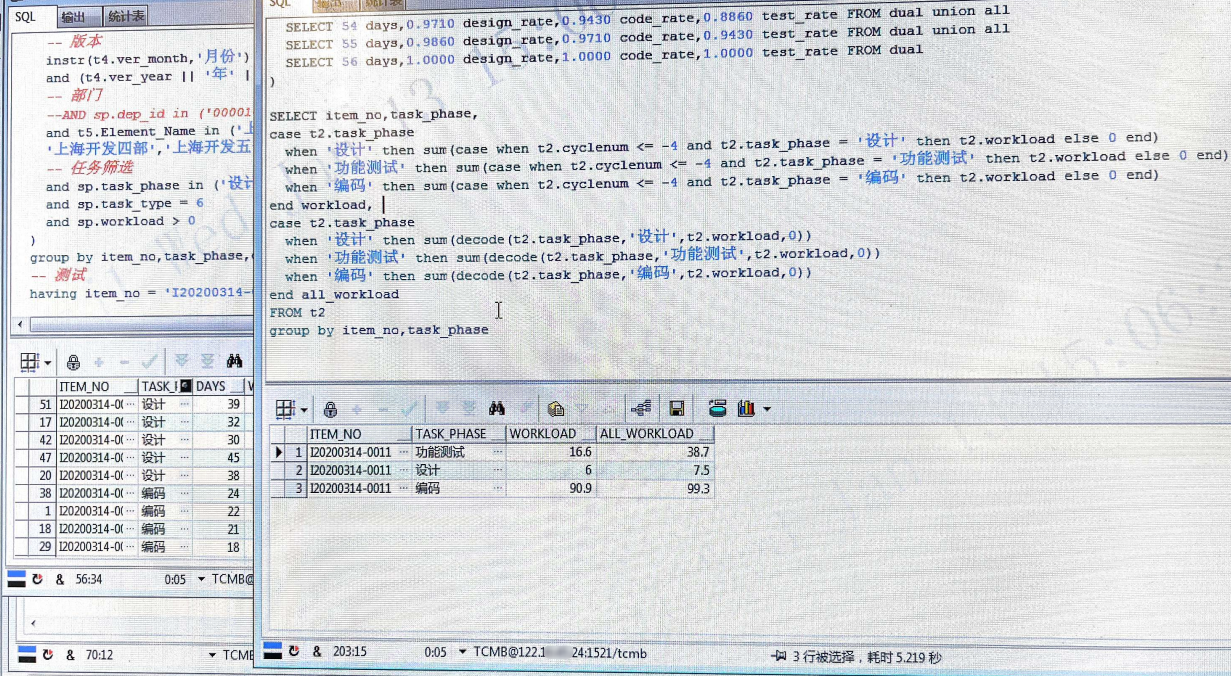 SQL 输出 统计表
-- 版本
instr(t4.ver_month,'月份')
and (t4.ver_year || '年' |
-- 部门
--AND sp.dep_id in ('00001
and t5.Element_Name in ('上
'上海开发四部','上海开发五
-- 任务筛选
and sp.task_phase in ('设计
and sp.task_type = 6
and sp.workload > 0
)
group by item_no,task_phase,
-- 测试
having item_no = 'I20200314-
ITEM_NO TASK_ DAYS
51 I20200314-0( ··· 设计 ··· 39
17 I20200314-0( ··· 设计 ··· 32
42 I20200314-0( ··· 设计 ··· 30
47 I20200314-0( ··· 设计 ··· 45
20 I20200314-0( ··· 设计 ··· 38
38 I20200314-0( ··· 编码 ··· 24
1 I20200314-0( ··· 编码 ··· 22
18 I20200314-0( ··· 编码 ··· 21
29 I20200314-0( ··· 编码 ··· 18
& 56:34 0:05 TCMB@
& 70:12 TCME
SQL 输出 统计表
SELECT 54 days,0.9710 design_rate,0.9430 code_rate,0.8860 test_rate FROM dual union all
SELECT 55 days,0.9860 design_rate,0.9710 code_rate,0.9430 test_rate FROM dual union all
SELECT 56 days,1.0000 design_rate,1.0000 code_rate,1.0000 test_rate FROM dual
)
SELECT item_no,task_phase,
case t2.task_phase
when '设计' then sum(case when t2.cyclenum <= -4 and t2.task_phase = '设计' then t2.workload else 0 end)
when '功能测试' then sum(case when t2.cyclenum <= -4 and t2.task_phase = '功能测试' then t2.workload else 0 end)
when '编码' then sum(case when t2.cyclenum <= -4 and t2.task_phase = '编码' then t2.workload else 0 end)
end workload,
case t2.task_phase
when '设计' then sum(decode(t2.task_phase,'设计',t2.workload,0))
when '功能测试' then sum(decode(t2.task_phase,'功能测试',t2.workload,0))
when '编码' then sum(decode(t2.task_phase,'编码',t2.workload,0))
end all_workload
FROM t2
group by item_no,task_phase
ITEM_NO TASK_PHASE WORKLOAD ALL_WORKLOAD
1 I20200314-0011 ··· 功能测试 ··· 16.6 38.7
2 I20200314-0011 ··· 设计 ··· 6 7.5
3 I20200314-0011 ··· 编码 ··· 90.9 99.3
& 203:15 0:05 TCMB@122.1 24:1521/tcmb 3 行被选择，耗时 5.219 秒